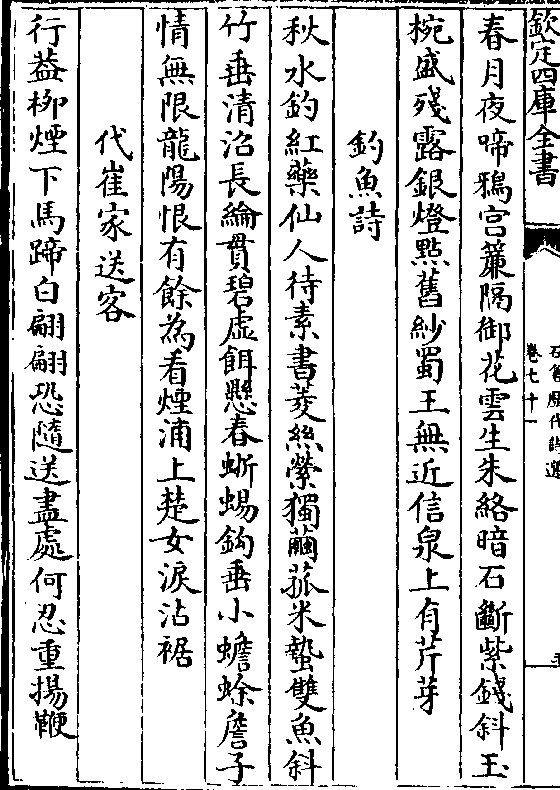 欽定四庫全書
石倉歷代詩選
卷七十一
春月夜啼鴉宫簾隔御花雲生朱絡暗石斷紫錢斜玉
椀盛殘露銀燈㸃舊紗蜀王無近信泉上有芹芽
釣魚詩
秋水釣紅藥仙人待素書菱絲縈獨繭菰米蟄雙魚斜
竹垂清沼長綸貫碧虚餌懸春蜥蜴鈎垂小蟾蜍詹子
情無限龍陽恨有餘為看煙浦上楚女淚沾裾
代崔家送客
行葢柳煙下馬蹄白翩翩恐隨送盡處何忍重揚鞭